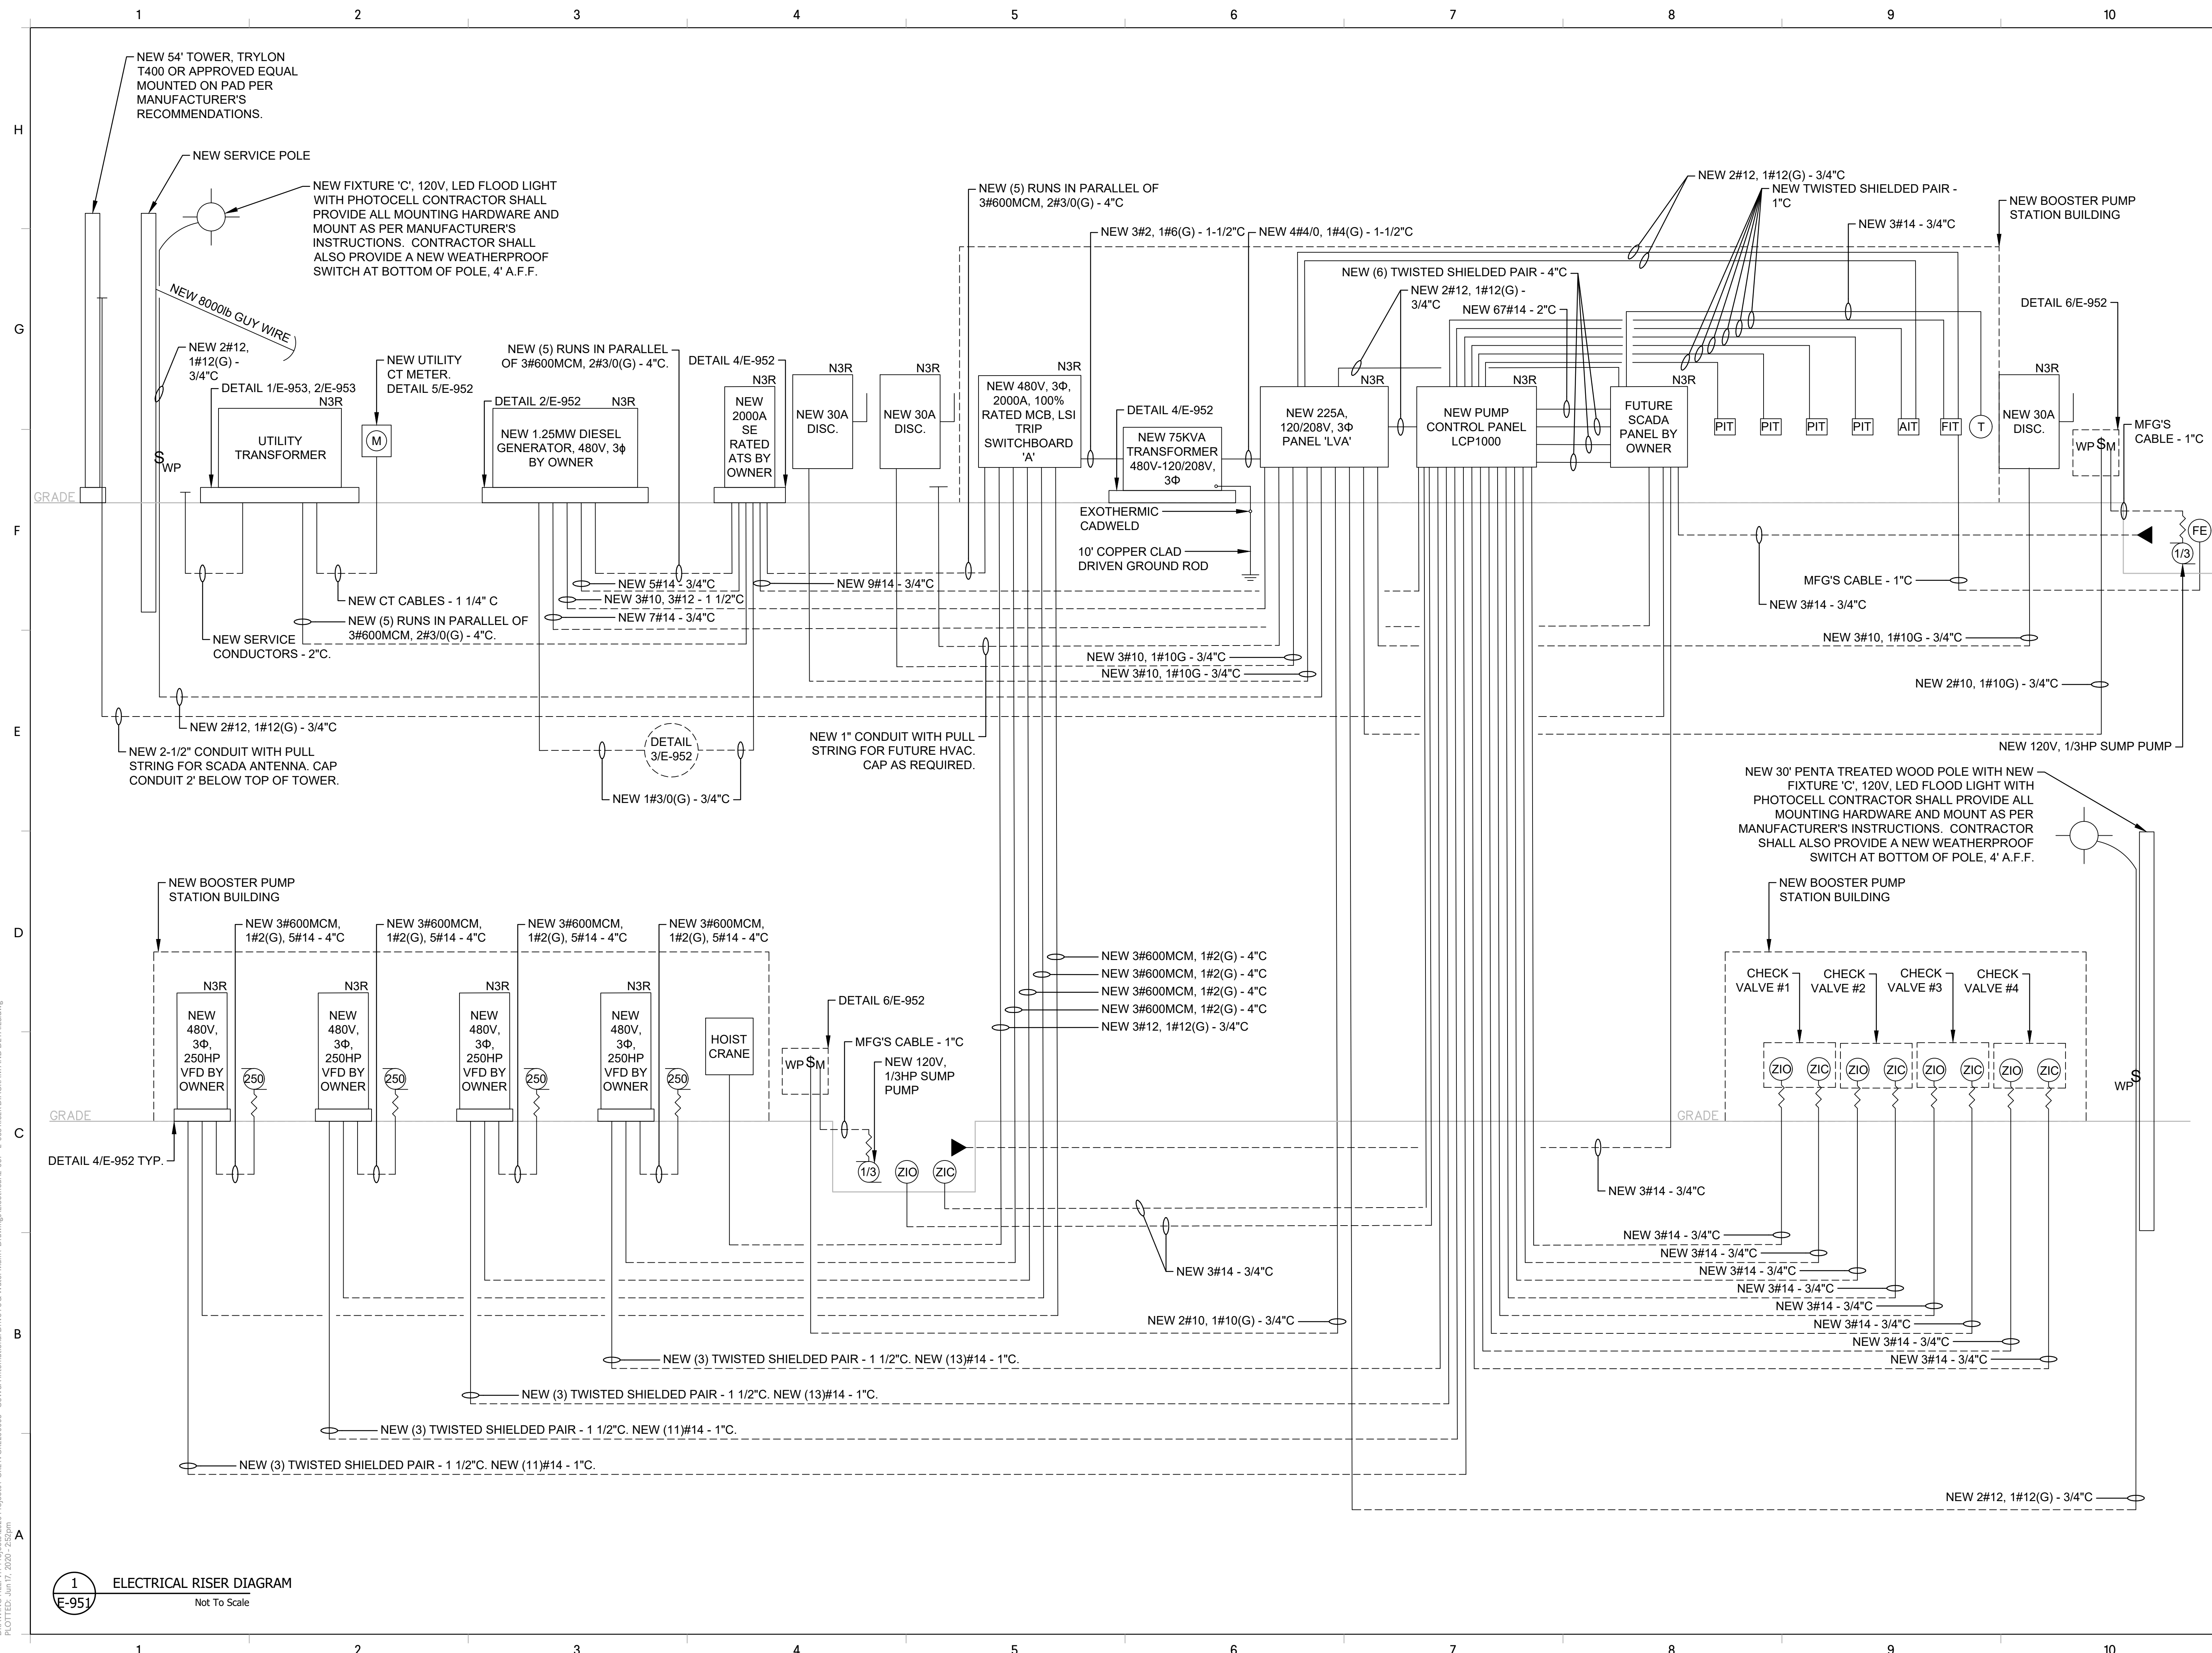 1 2 3 4 5 6 7 8 9 10
NEW 54' TOWER, TRYLON
T400 OR APPROVED EQUAL
MOUNTED ON PAD PER
MANUFACTURER'S
RECOMMENDATIONS.
H
NEW SERVICE POLE
NEW FIXTURE 'C', 120V, LED FLOOD LIGHT
WITH PHOTOCELL CONTRACTOR SHALL
PROVIDE ALL MOUNTING HARDWARE AND
MOUNT AS PER MANUFACTURER'S
INSTRUCTIONS. CONTRACTOR SHALL
ALSO PROVIDE A NEW WEATHERPROOF
SWITCH AT BOTTOM OF POLE, 4' A.F.F.
NEW (5) RUNS IN PARALLEL OF
3#600MCM, 2#3/0(G) - 4"C
NEW 3#2, 1#6(G) - 1-1/2"C
NEW 4#4/0, 1#4(G) - 1-1/2"C
NEW 2#12, 1#12(G) - 3/4"C
NEW TWISTED SHIELDED PAIR -
1"C
NEW 3#14 - 3/4"C
NEW BOOSTER PUMP
STATION BUILDING
NEW (6) TWISTED SHIELDED PAIR - 4"C
NEW 2#12, 1#12(G) -
3/4"C
NEW 67#14 - 2"C
DETAIL 6/E-952
G
NEW 8000lb GUY WIRE
NEW 2#12,
1#12(G) -
3/4"C
DETAIL 1/E-953, 2/E-953
N3R
UTILITY
TRANSFORMER
NEW UTILITY
CT METER.
DETAIL 5/E-952
M
NEW (5) RUNS IN PARALLEL
OF 3#600MCM, 2#3/0(G) - 4"C.
DETAIL 2/E-952
N3R
NEW 1.25MW DIESEL
GENERATOR, 480V, 3ɸ
BY OWNER
DETAIL 4/E-952
N3R
NEW
2000A
SE
RATED
ATS BY
OWNER
N3R
NEW 30A
DISC.
N3R
NEW 30A
DISC.
N3R
NEW 480V, 3Φ,
2000A, 100%
RATED MCB, LSI
TRIP
SWITCHBOARD
'A'
DETAIL 4/E-952
NEW 75KVA
TRANSFORMER
480V-120/208V,
3Φ
N3R
NEW 225A,
120/208V, 3Φ
PANEL 'LVA'
N3R
NEW PUMP
CONTROL PANEL
LCP1000
N3R
FUTURE
SCADA
PANEL BY
OWNER
PIT PIT PIT PIT AIT FIT T
N3R
NEW 30A
DISC.
WP $ M
MFG'S
CABLE - 1"C
S WP
GRADE
F
EXOTHERMIC
CADWELD
10' COPPER CLAD
DRIVEN GROUND ROD
FE
1/3
NEW 5#14 - 3/4"C
NEW 9#14 - 3/4"C
MFG'S CABLE - 1"C
NEW CT CABLES - 1 1/4" C
NEW 3#10, 3#12 - 1 1/2"C
NEW 3#14 - 3/4"C
NEW (5) RUNS IN PARALLEL OF
3#600MCM, 2#3/0(G) - 4"C.
NEW 7#14 - 3/4"C
NEW SERVICE
CONDUCTORS - 2"C.
NEW 3#10, 1#10G - 3/4"C
NEW 3#10, 1#10G - 3/4"C
NEW 3#10, 1#10G - 3/4"C
NEW 2#10, 1#10G) - 3/4"C
E
NEW 2#12, 1#12(G) - 3/4"C
NEW 2-1/2" CONDUIT WITH PULL
STRING FOR SCADA ANTENNA. CAP
CONDUIT 2' BELOW TOP OF TOWER.
DETAIL
3/E-952
NEW 1#3/0(G) - 3/4"C
NEW 1" CONDUIT WITH PULL
STRING FOR FUTURE HVAC.
CAP AS REQUIRED.
NEW 120V, 1/3HP SUMP PUMP
NEW 30' PENTA TREATED WOOD POLE WITH NEW
FIXTURE 'C', 120V, LED FLOOD LIGHT WITH
PHOTOCELL CONTRACTOR SHALL PROVIDE ALL
MOUNTING HARDWARE AND MOUNT AS PER
MANUFACTURER'S INSTRUCTIONS. CONTRACTOR
SHALL ALSO PROVIDE A NEW WEATHERPROOF
SWITCH AT BOTTOM OF POLE, 4' A.F.F.
NEW BOOSTER PUMP
STATION BUILDING
NEW BOOSTER PUMP
STATION BUILDING
D
NEW 3#600MCM,
1#2(G), 5#14 - 4"C
NEW 3#600MCM,
1#2(G), 5#14 - 4"C
NEW 3#600MCM,
1#2(G), 5#14 - 4"C
NEW 3#600MCM,
1#2(G), 5#14 - 4"C
NEW 3#600MCM, 1#2(G) - 4"C
NEW 3#600MCM, 1#2(G) - 4"C
NEW 3#600MCM, 1#2(G) - 4"C
NEW 3#600MCM, 1#2(G) - 4"C
NEW 3#12, 1#12(G) - 3/4"C
CHECK
VALVE #1
CHECK
VALVE #2
CHECK
VALVE #3
CHECK
VALVE #4
N3R
NEW
480V,
3Φ,
250HP
VFD BY
OWNER
250
N3R
NEW
480V,
3Φ,
250HP
VFD BY
OWNER
250
N3R
NEW
480V,
3Φ,
250HP
VFD BY
OWNER
250
N3R
NEW
480V,
3Φ,
250HP
VFD BY
OWNER
250
HOIST
CRANE
DETAIL 6/E-952
WP $ M
MFG'S CABLE - 1"C
NEW 120V,
1/3HP SUMP
PUMP
ZIO ZIC ZIO ZIC ZIO ZIC ZIO ZIC
WP S
GRADE
GRADE
C
DETAIL 4/E-952 TYP.
1/3 ZIO ZIC
NEW 3#14 - 3/4"C
NEW 3#14 - 3/4"C
NEW 3#14 - 3/4"C
NEW 3#14 - 3/4"C
NEW 3#14 - 3/4"C
NEW 3#14 - 3/4"C
NEW 3#14 - 3/4"C
NEW 3#14 - 3/4"C
NEW 3#14 - 3/4"C
NEW 3#14 - 3/4"C
B
NEW 2#10, 1#10(G) - 3/4"C
NEW (3) TWISTED SHIELDED PAIR - 1 1/2"C. NEW (13)#14 - 1"C.
NEW (3) TWISTED SHIELDED PAIR - 1 1/2"C. NEW (13)#14 - 1"C.
NEW (3) TWISTED SHIELDED PAIR - 1 1/2"C. NEW (11)#14 - 1"C.
NEW (3) TWISTED SHIELDED PAIR - 1 1/2"C. NEW (11)#14 - 1"C.
NEW 2#12, 1#12(G) - 3/4"C
A
PLOTTED: Jun 17, 2020 - 2:52pm
1
E-951
ELECTRICAL RISER DIAGRAM
Not To Scale
1 2 3 4 5 6 7 8 9 10